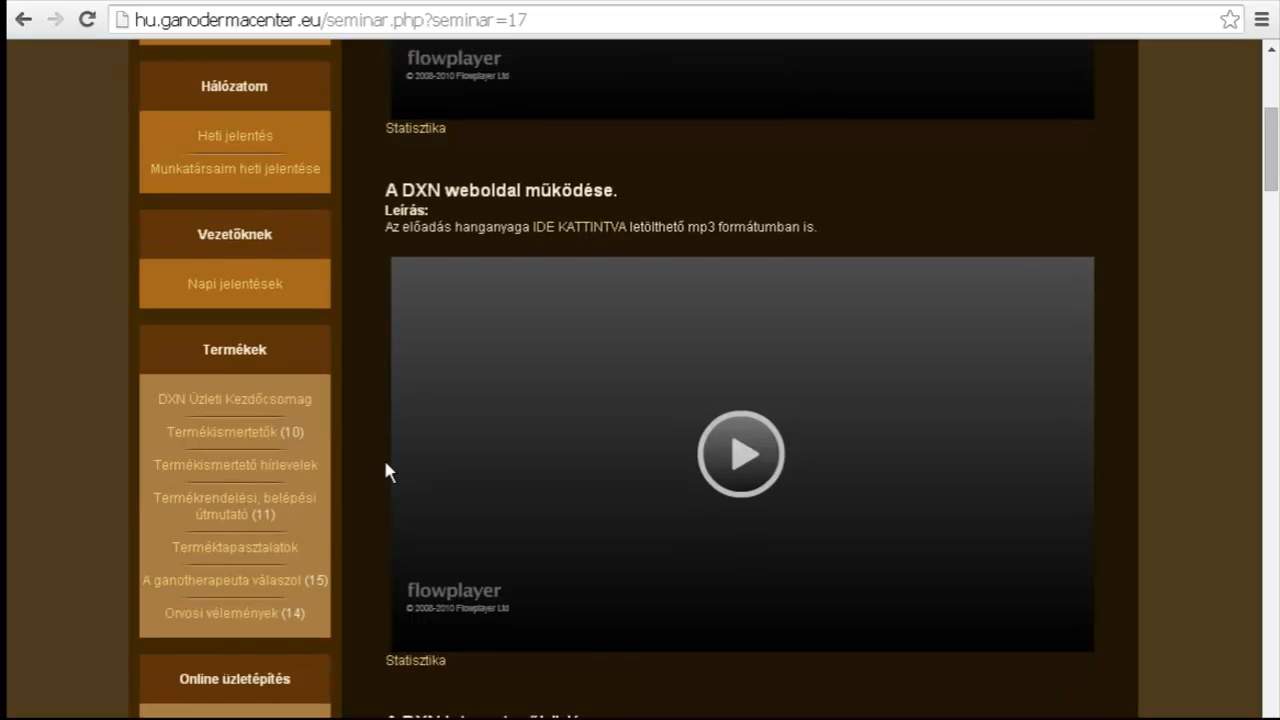 hu.ganodermacenter.eu/seminar.php?seminar=17
Hálózatom
Heti jelentés
Munkatársaim heti jelentése
Vezetőknek
Napi jelentések
Termékek
DXN Üzleti Kezdőcsomag
Termékismertetők (10)
Termékismertető hírlevelek
Termékrendelési, belépési
útmutató (11)
Terméktapasztalatok
A ganotherapeuta válaszol (15)
Orvosi vélemények (14)
Online üzletépítés
flowplayer
© 2008-2010 Flowplayer Ltd
Statisztika
A DXN weboldal működése.
Leírás:
Az előadás hanganyaga IDE KATTINTVA letölthető mp3 formátumban is.
flowplayer
© 2008-2010 Flowplayer Ltd
Statisztika